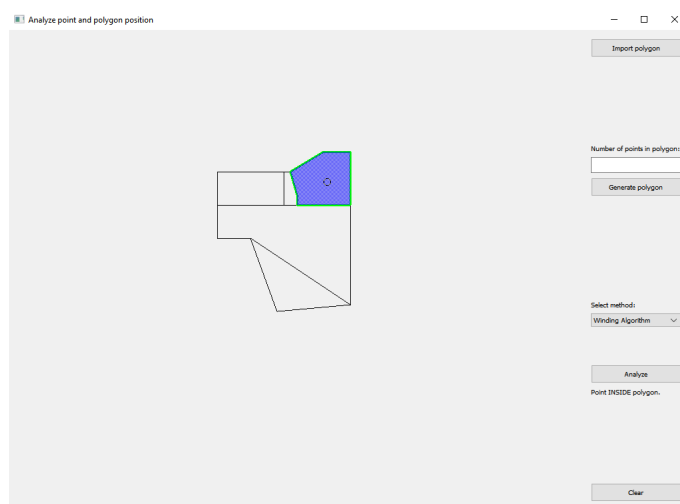 Analyze point and polygon position
Import polygon
Number of points in polygon:
Generate polygon
Select method:
Winding Algorithm
Analyze
Point INSIDE polygon.
Clear